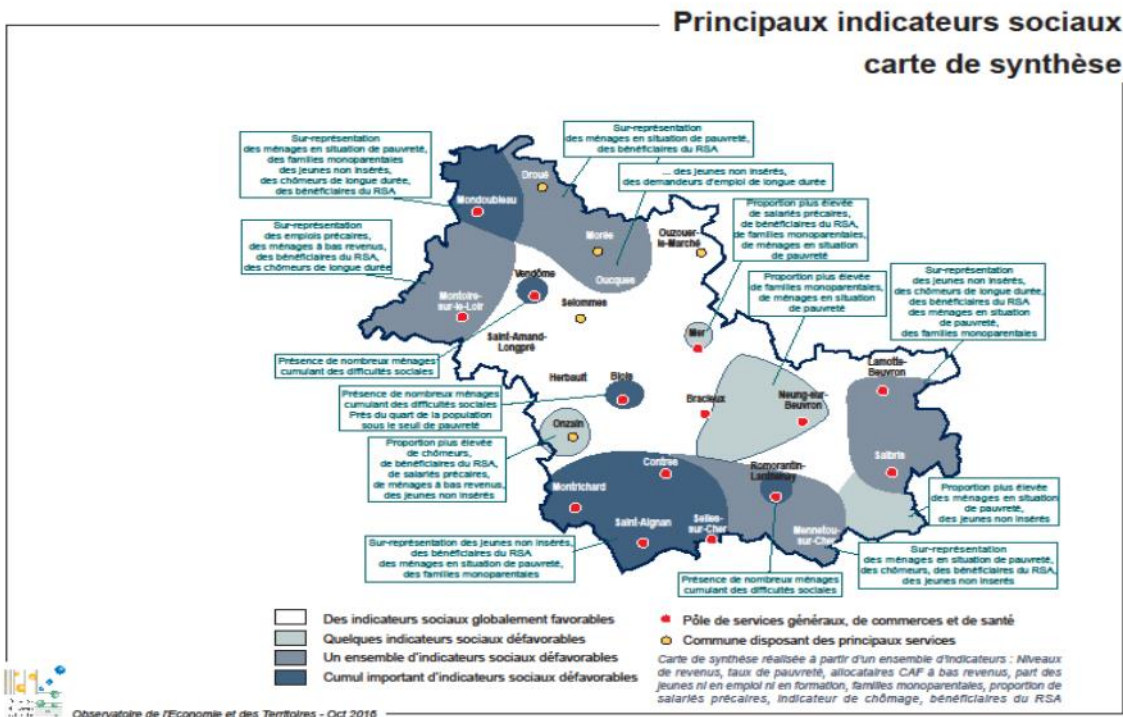 Principaux indicateurs sociaux
carte de synthèse
Sur-représentation
des ménages en situation de pauvreté,
des familles monoparentales
des jeunes non insérés,
des chômeurs de longue durée,
des bénéficiaires du RSA
Sur-représentation
des ménages en situation de pauvreté,
des bénéficiaires du RSA
... des jeunes non insérés,
des demandeurs d'emploi de longue durée
Proportion plus élevée
de salariés précaires,
de bénéficiaires du RSA,
de familles monoparentales,
de ménages en situation
de pauvreté
Sur-représentation
des emplois précaires,
des ménages à bas revenus,
des bénéficiaires du RSA,
des chômeurs de longue durée
Proportion plus élevée
de familles monoparentales,
de ménages en situation
de pauvreté
Sur-représentation
des jeunes non insérés,
des chômeurs de longue durée,
des bénéficiaires du RSA
des ménages en situation
de pauvreté,
des familles monoparentales
Droué
Mondoubleau
Morée
Ouzouer-
le-Marché
Oucques
Vendôme
Montoire-
sur-le-Loir
Selommes
Saint-Amand-
Longpré
Mer
Lamotte-
Beuvron
Herbault
Blois
Bracieux
Neung-sur-
Beuvron
Onzain
Contres
Romorantin-
Lanthenay
Salbris
Montrichard
Saint-Aignan
Selles-
sur-Cher
Mennetou-
sur-Cher
Présence de nombreux ménages
cumulant des difficultés sociales
Présence de nombreux ménages
cumulant des difficultés sociales
Près du quart de la population
sous le seuil de pauvreté
Proportion plus élevée
de chômeurs,
de bénéficiaires du RSA,
de salariés précaires,
de ménages à bas revenus,
des jeunes non insérés
Sur-représentation des jeunes non insérés,
des bénéficiaires du RSA
des ménages en situation de pauvreté,
des familles monoparentales
Présence de nombreux ménages
cumulant des difficultés sociales
Proportion plus élevée
des ménages en situation
de pauvreté,
des jeunes non insérés
Sur-représentation
des ménages en situation de pauvreté,
des chômeurs, des bénéficiaires du RSA,
des jeunes non insérés
Des indicateurs sociaux globalement favorables
Quelques indicateurs sociaux défavorables
Un ensemble d'indicateurs sociaux défavorables
Cumul important d'indicateurs sociaux défavorables
Pôle de services généraux, de commerces et de santé
Commune disposant des principaux services
Carte de synthèse réalisée à partir d'un ensemble d'indicateurs : Niveaux
de revenus, taux de pauvreté, allocataires CAF à bas revenus, part des
jeunes ni en emploi ni en formation, familles monoparentales, proportion de
salariés précaires, indicateur de chômage, bénéficiaires du RSA
Observatoire de l'Economie et des Territoires - Oct 2016